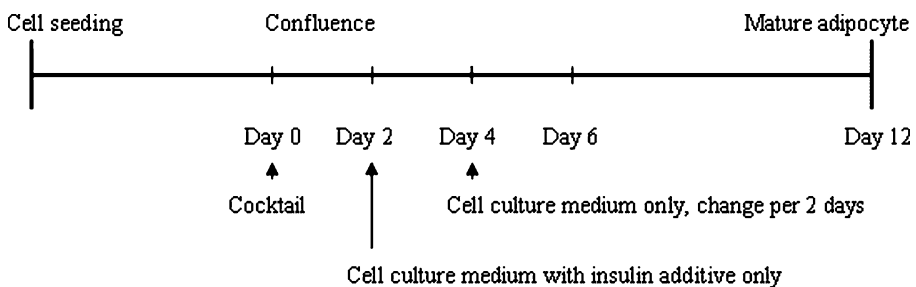 Cell seeding Confluence Mature adipocyte
Day 0 Day 2 Day 4 Day 6 Day 12
Cocktail Cell culture medium only, change per 2 days
Cell culture medium with insulin additive only